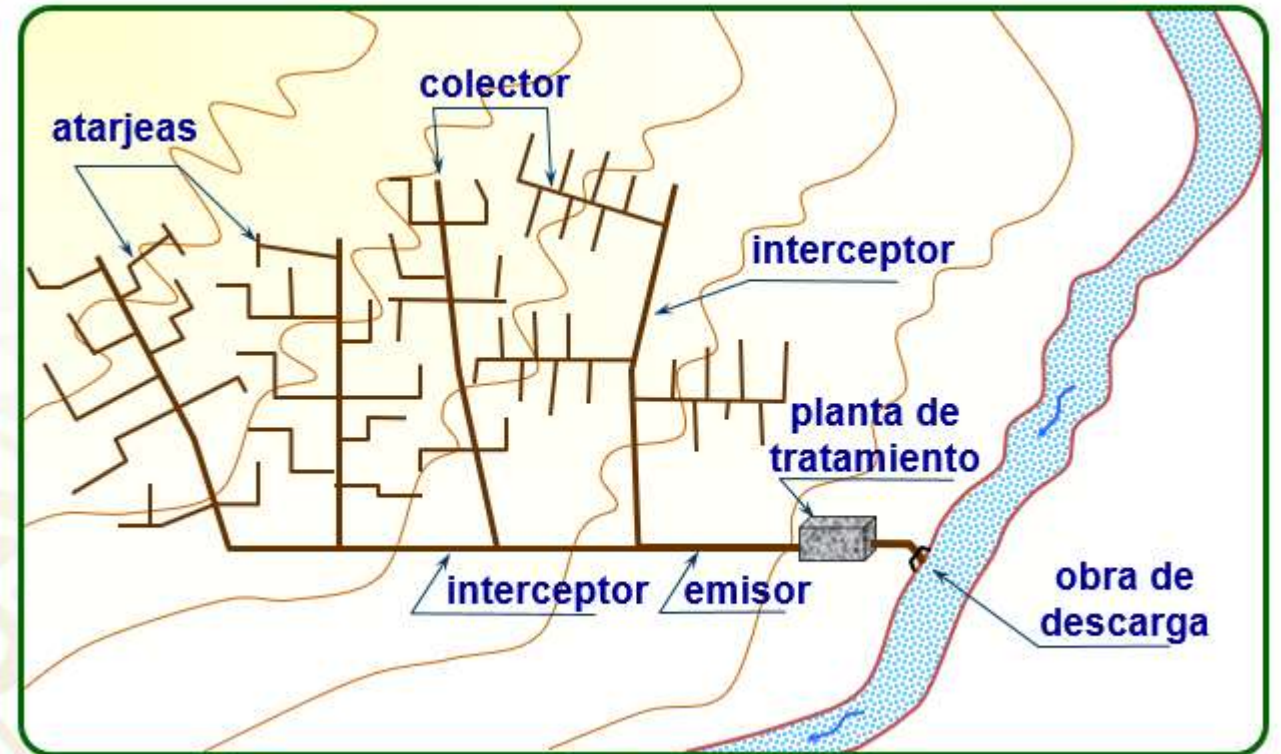 colector
atarjeas
interceptor
planta de
tratamiento
interceptor
emisor
obra de
descarga